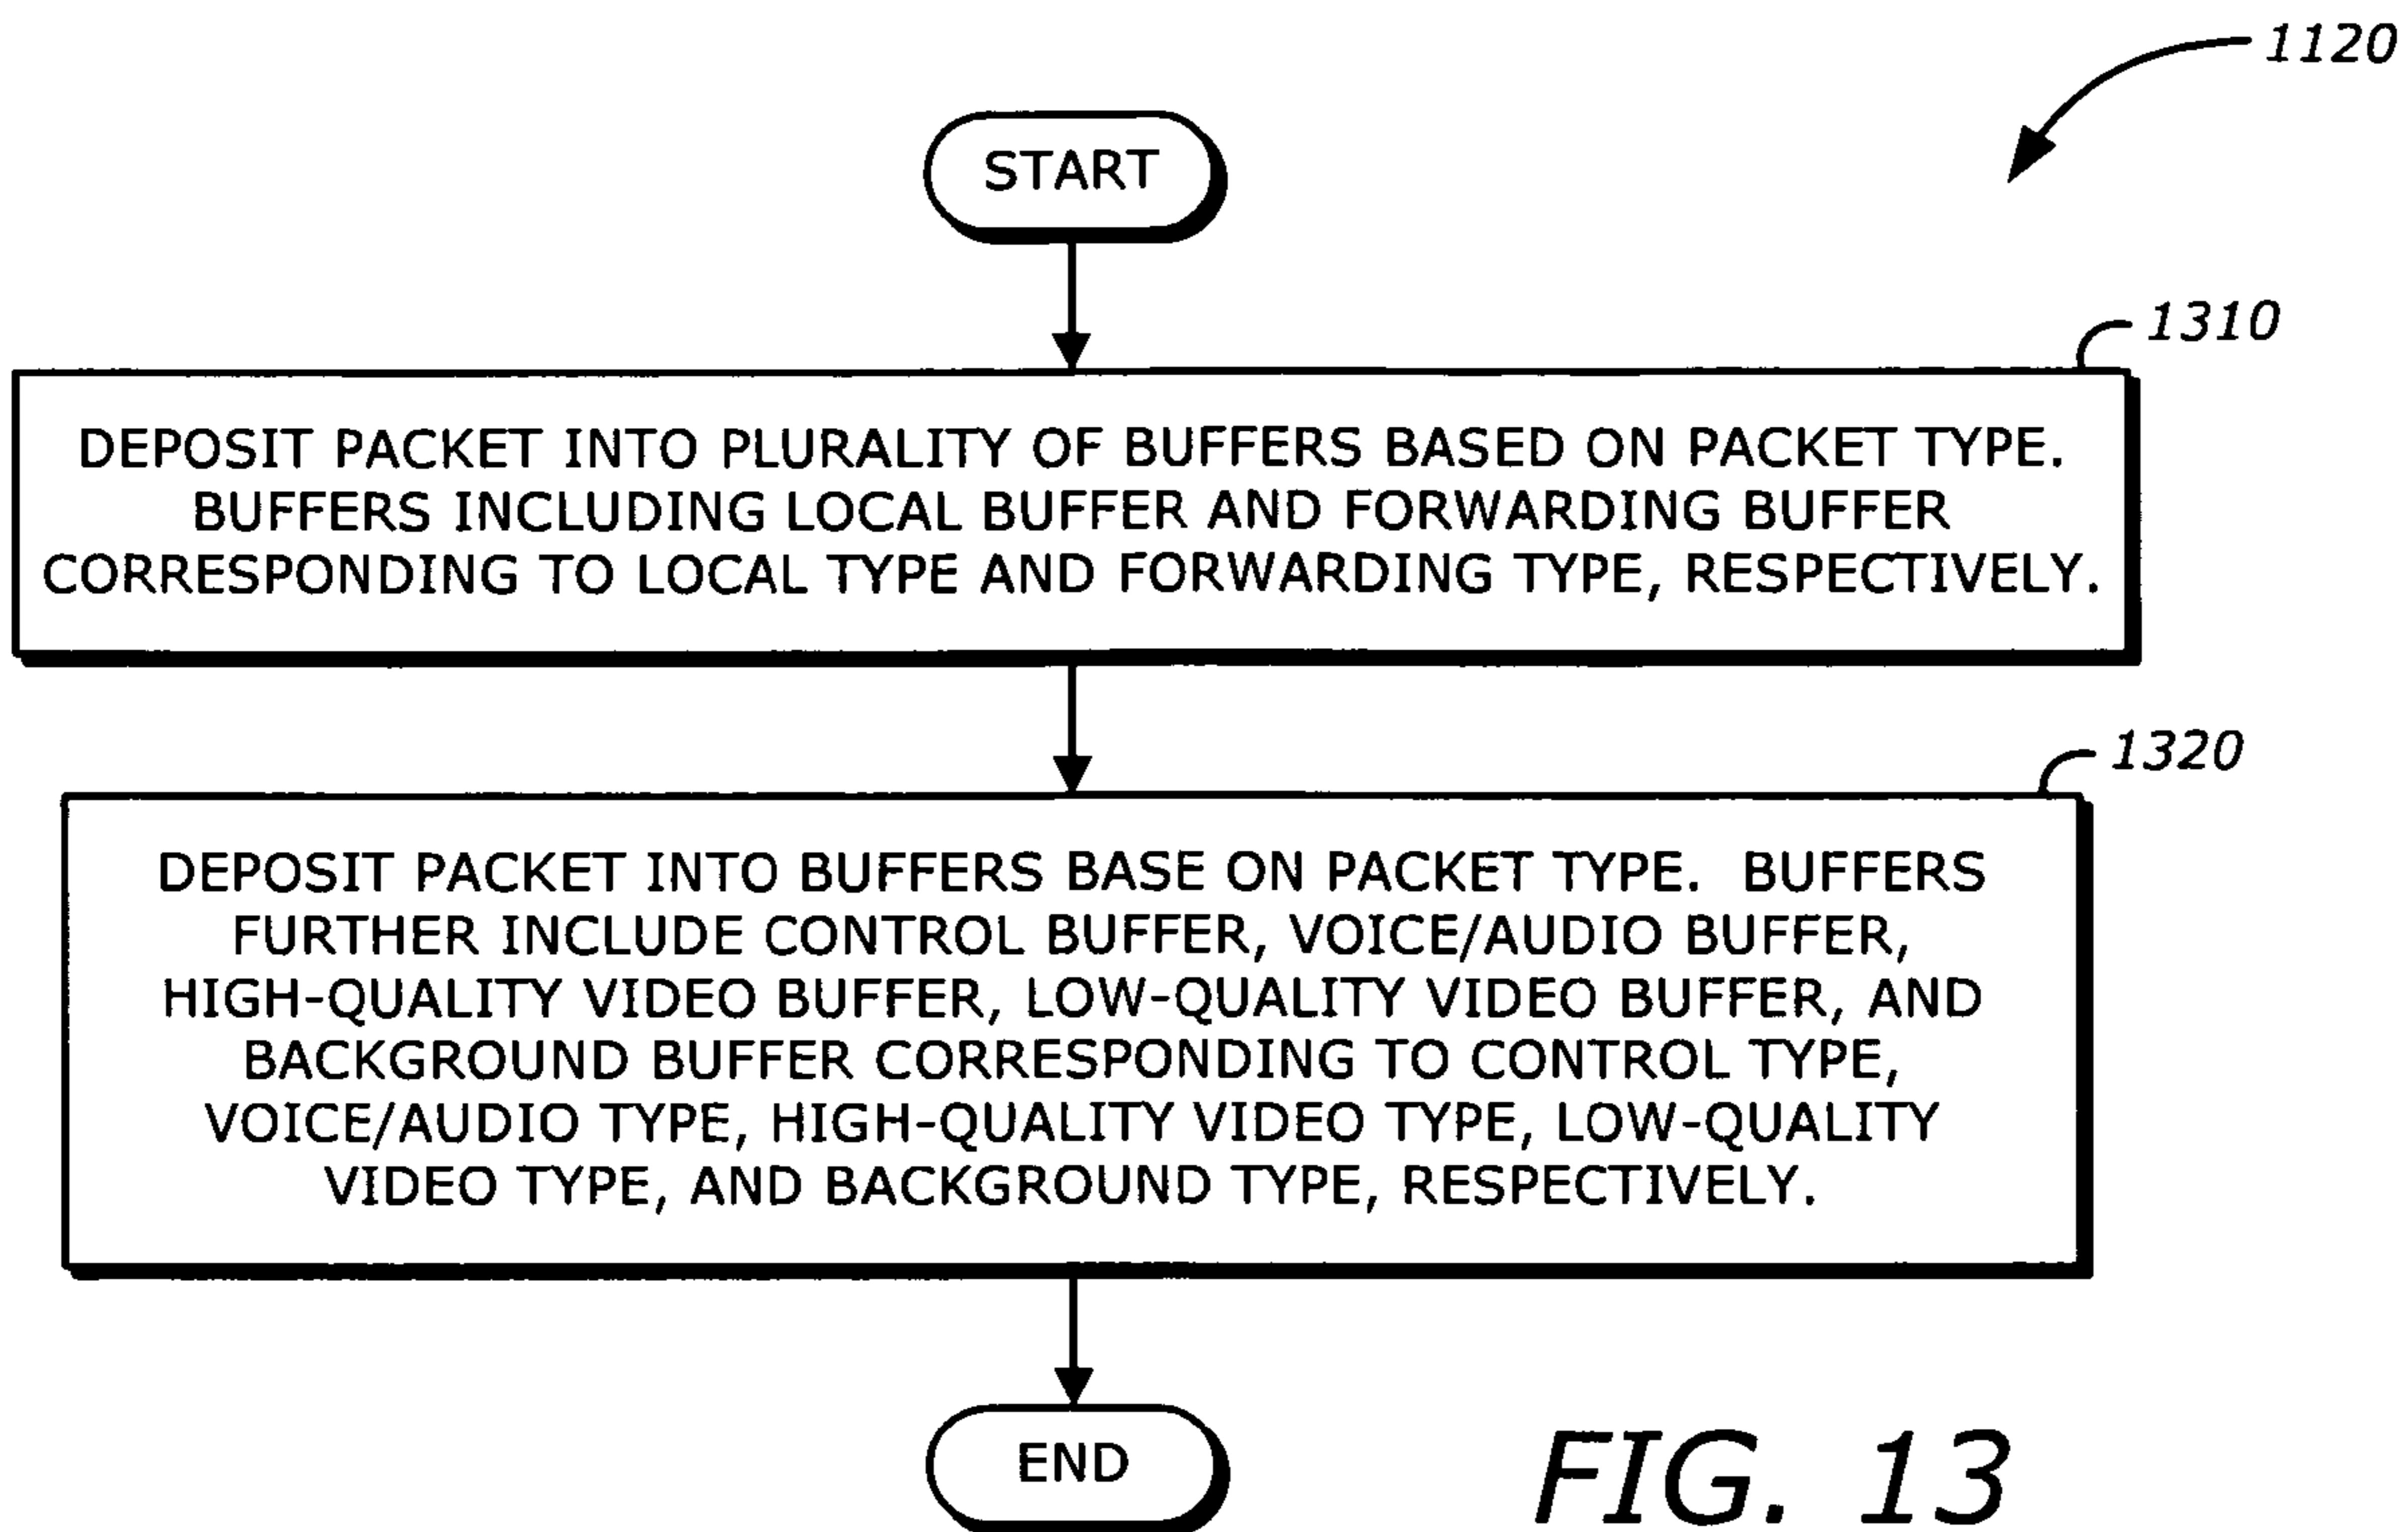 1120
START
1310
DEPOSIT PACKET INTO PLURALITY OF BUFFERS BASED ON PACKET TYPE.
BUFFERS INCLUDING LOCAL BUFFER AND FORWARDING BUFFER
CORRESPONDING TO LOCAL TYPE AND FORWARDING TYPE, RESPECTIVELY.
1320
DEPOSIT PACKET INTO BUFFERS BASE ON PACKET TYPE. BUFFERS
FURTHER INCLUDE CONTROL BUFFER, VOICE/AUDIO BUFFER,
HIGH-QUALITY VIDEO BUFFER, LOW-QUALITY VIDEO BUFFER, AND
BACKGROUND BUFFER CORRESPONDING TO CONTROL TYPE,
VOICE/AUDIO TYPE, HIGH-QUALITY VIDEO TYPE, LOW-QUALITY
VIDEO TYPE, AND BACKGROUND TYPE, RESPECTIVELY.
END
FIG. 13